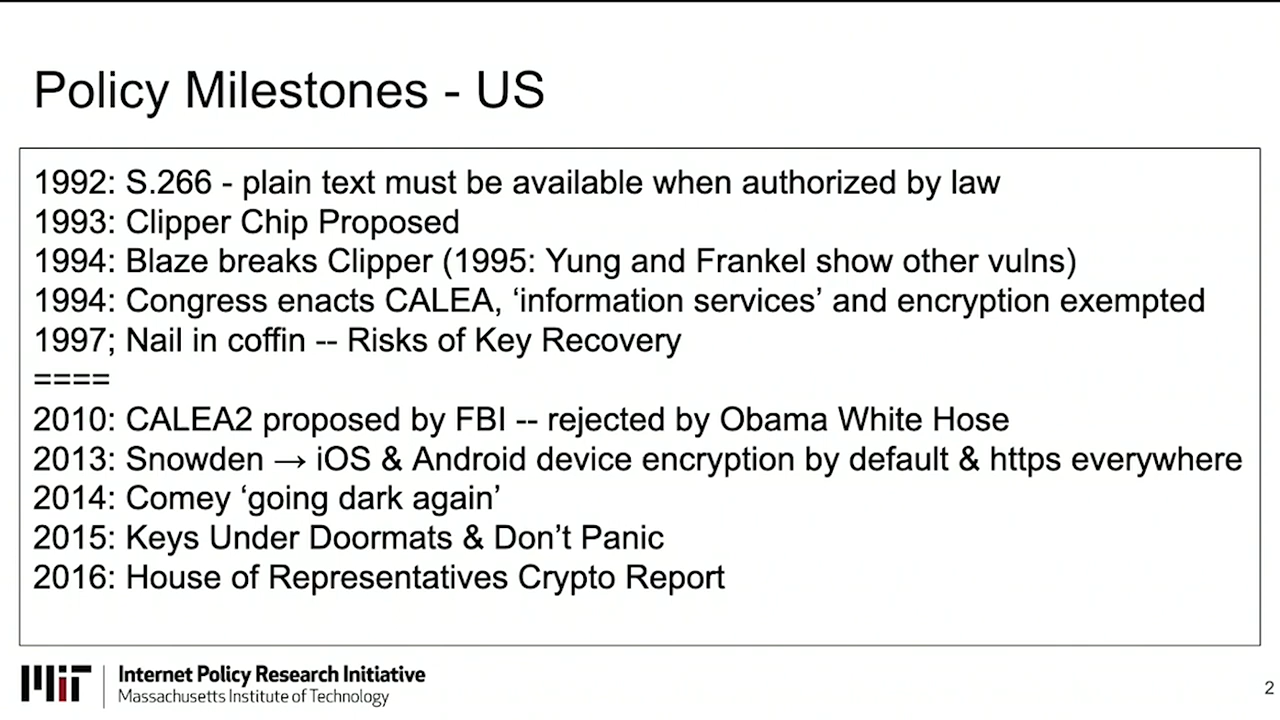 Policy Milestones - US
1992: S.266 - plain text must be available when authorized by law
1993: Clipper Chip Proposed
1994: Blaze breaks Clipper (1995: Yung and Frankel show other vulns)
1994: Congress enacts CALEA, ‘information services’ and encryption exempted
1997; Nail in coffin -- Risks of Key Recovery
====
2010: CALEA2 proposed by FBI -- rejected by Obama White Hose
2013: Snowden → iOS & Android device encryption by default & https everywhere
2014: Comey ‘going dark again’
2015: Keys Under Doormats & Don’t Panic
2016: House of Representatives Crypto Report
MIT
Internet Policy Research Initiative
Massachusetts Institute of Technology
2